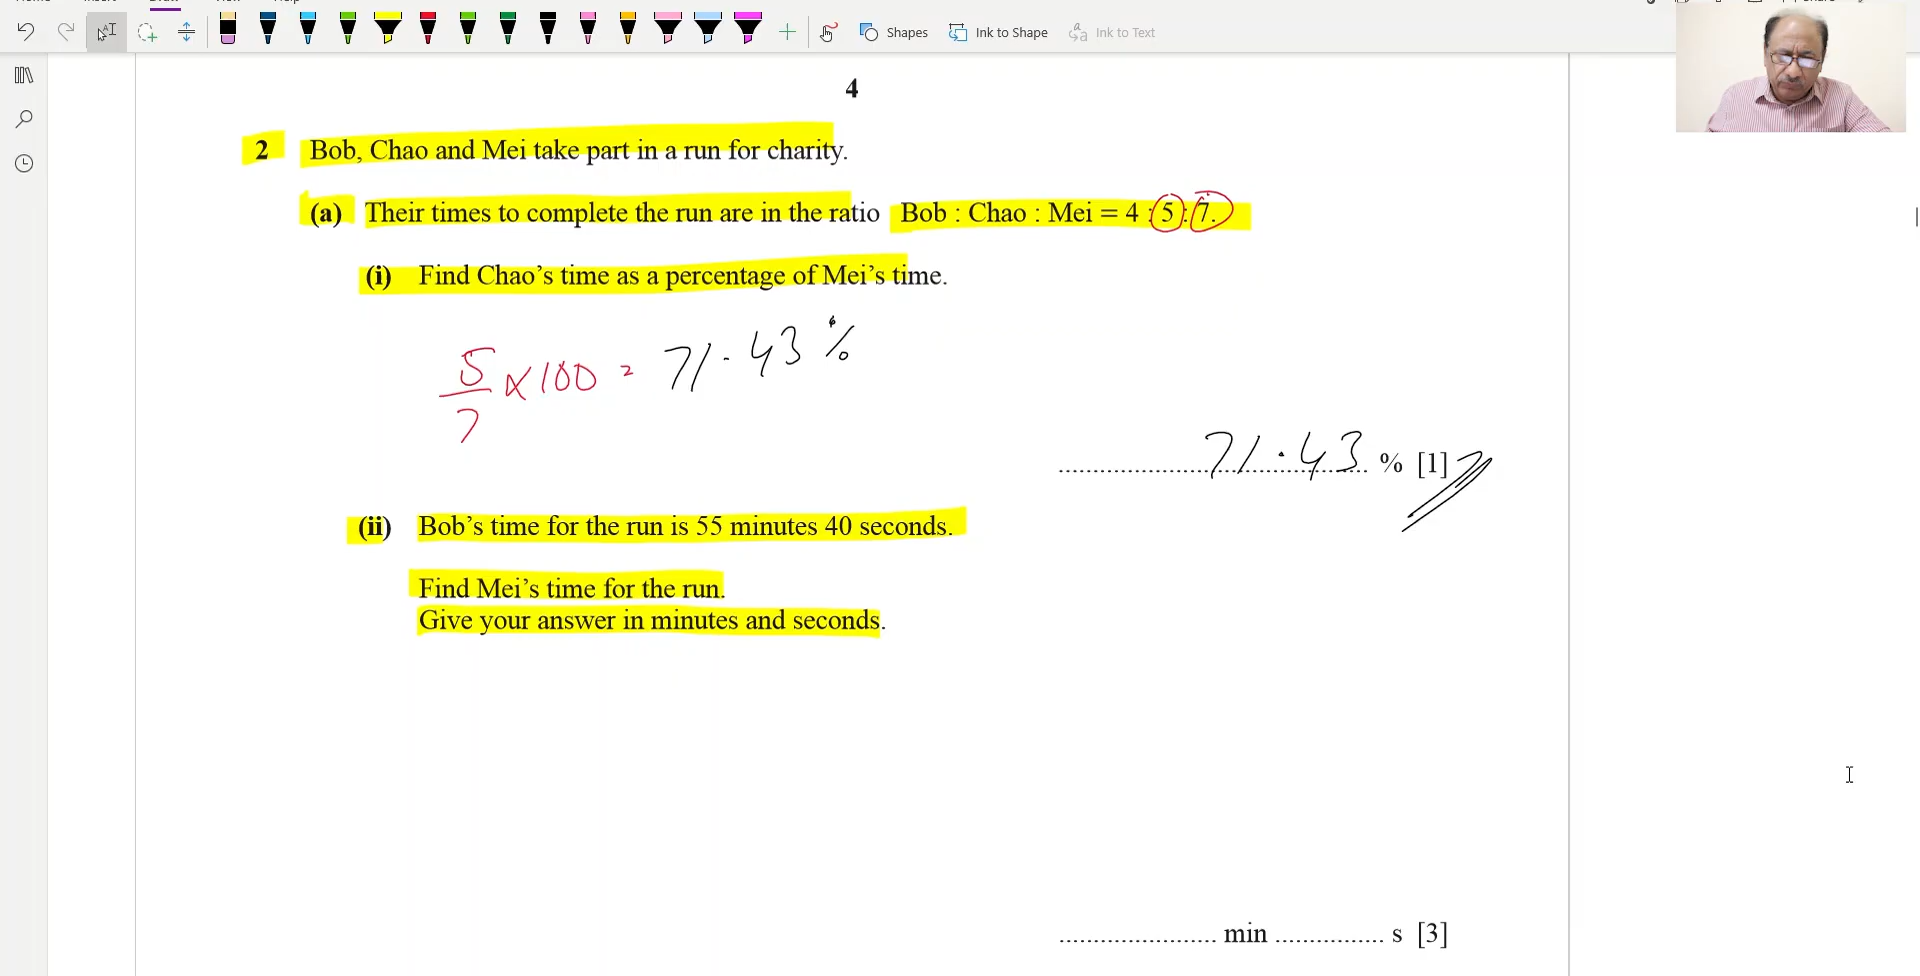 Shapes
Ink to Shape
Ink to Text
4
2 Bob, Chao and Mei take part in a run for charity.
(a) Their times to complete the run are in the ratio Bob : Chao : Mei = 4 : 5 : 7.
(i) Find Chao’s time as a percentage of Mei’s time.
5/7 × 100 = 71.43 %
71.43 % [1]
(ii) Bob’s time for the run is 55 minutes 40 seconds.
Find Mei’s time for the run.
Give your answer in minutes and seconds.
...................... min ................ s [3]